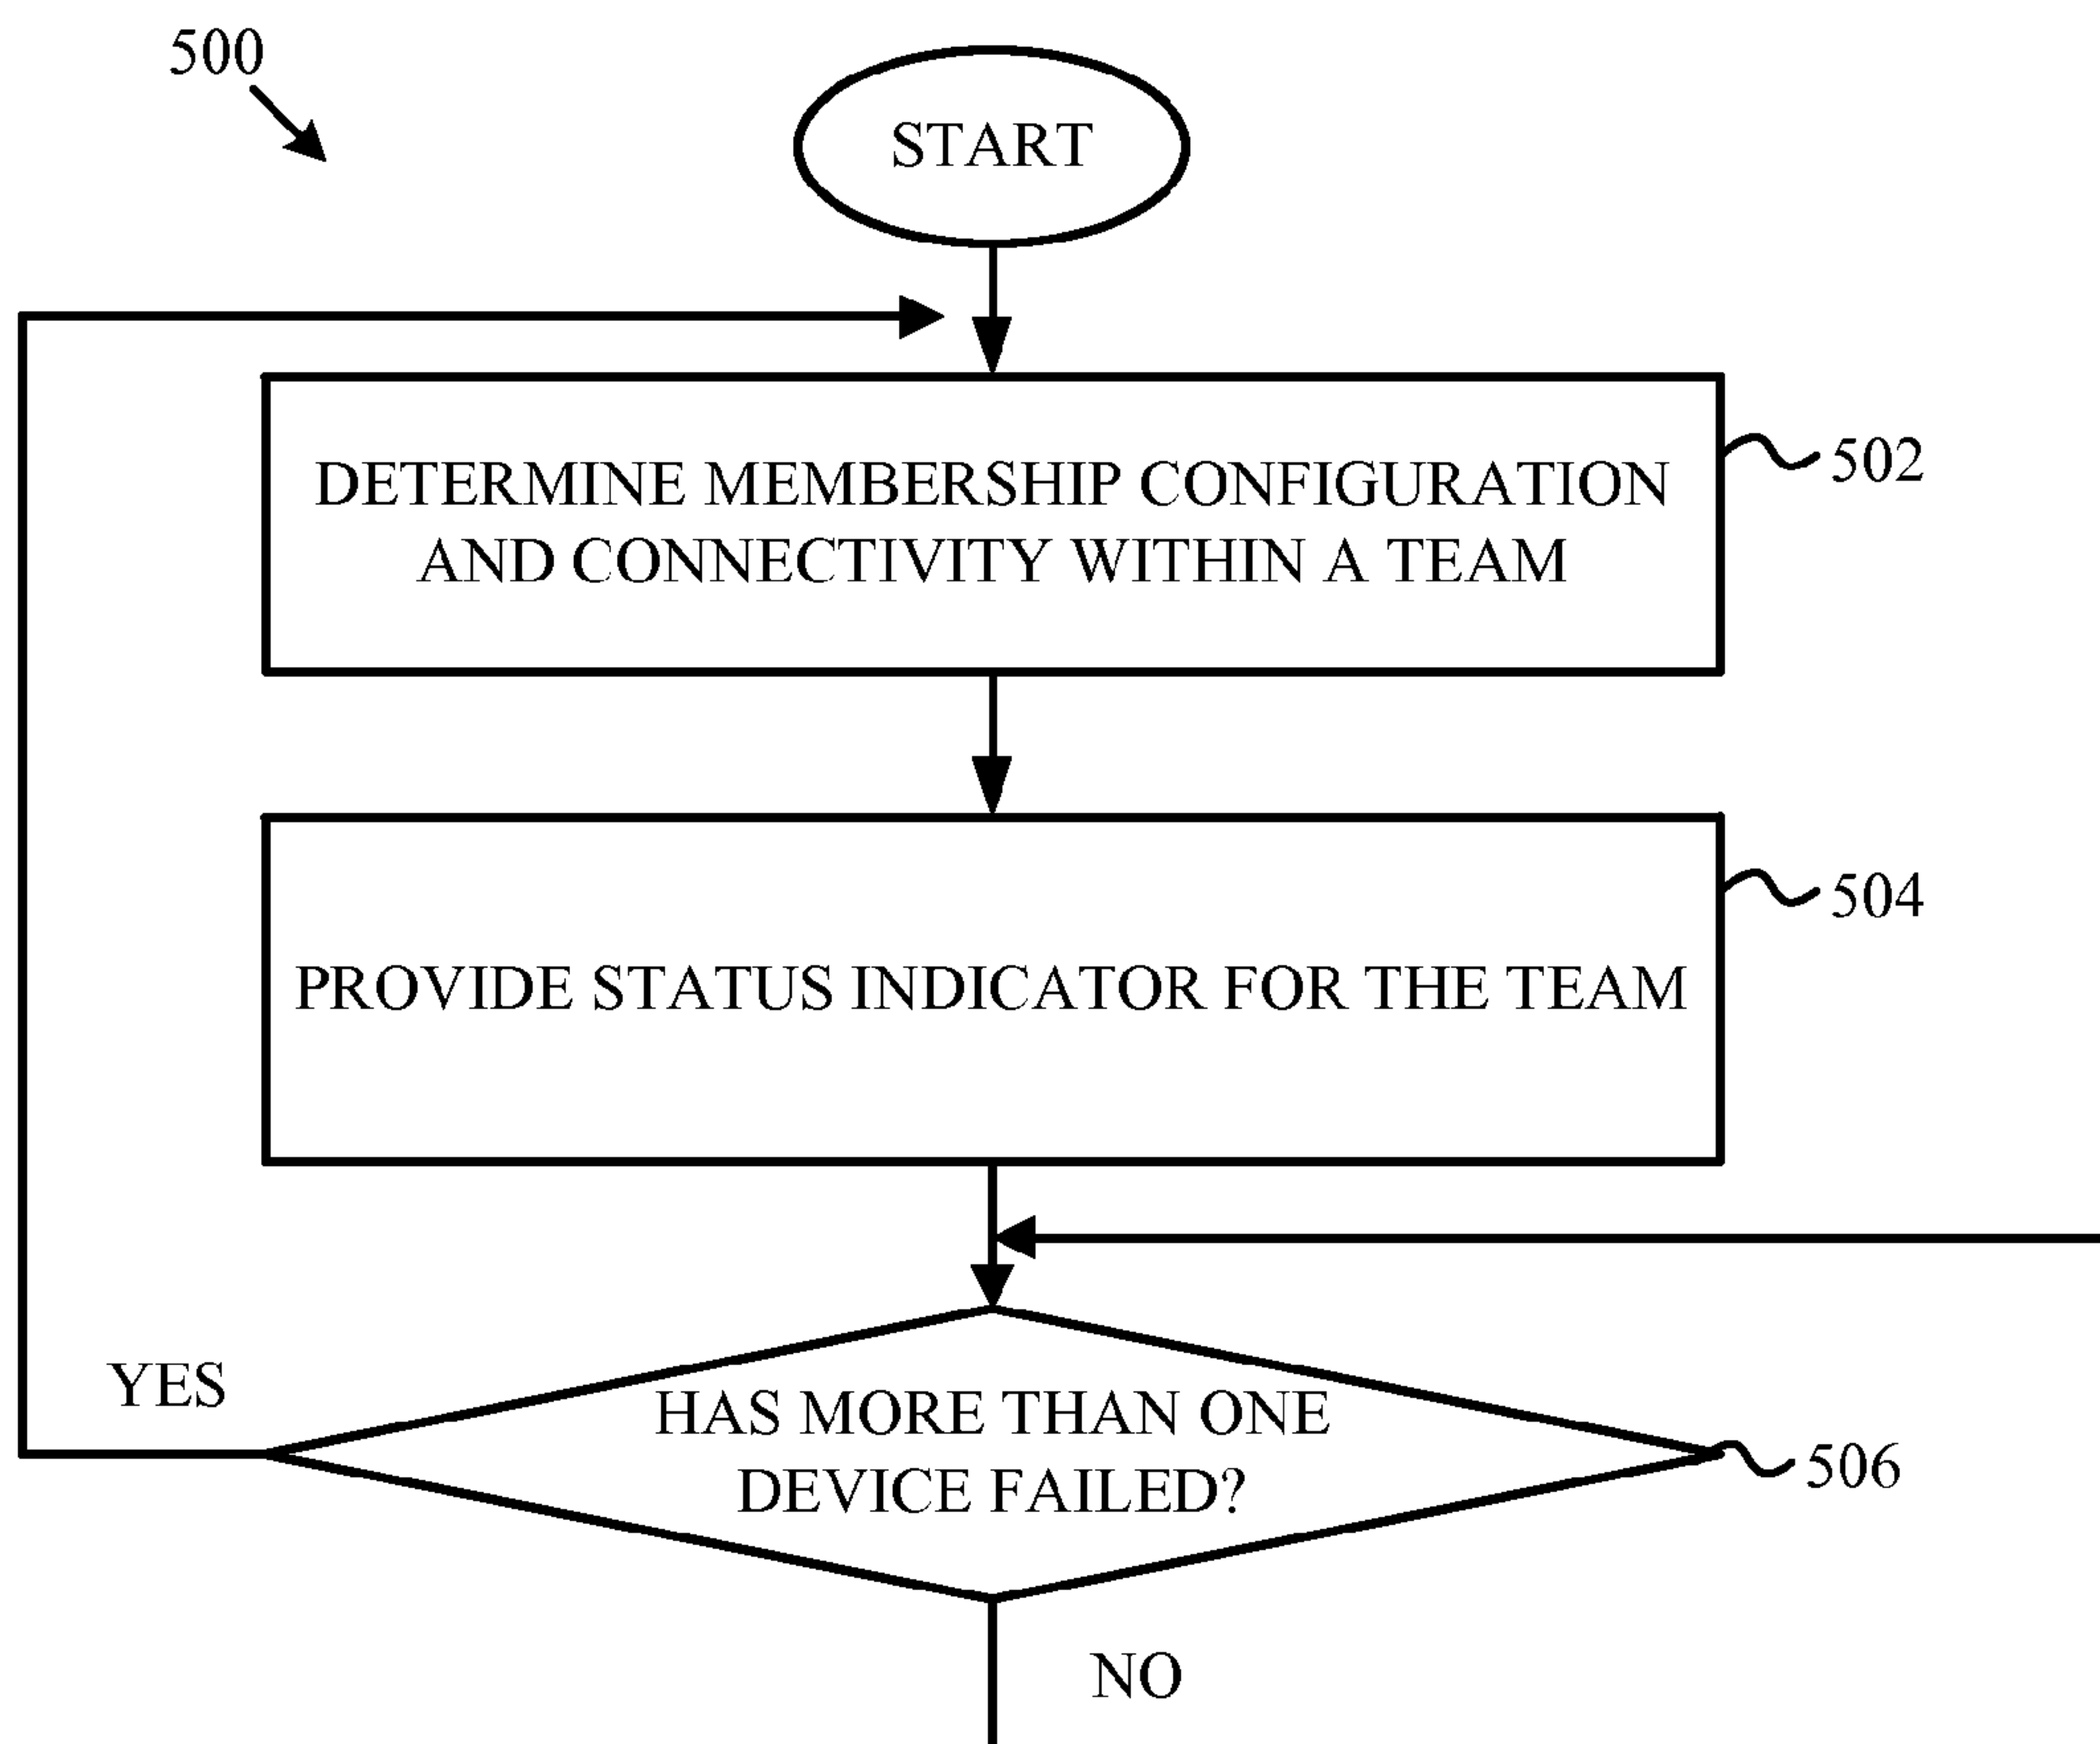 500
START
DETERMINE MEMBERSHIP CONFIGURATION
AND CONNECTIVITY WITHIN A TEAM
502
PROVIDE STATUS INDICATOR FOR THE TEAM
504
YES
HAS MORE THAN ONE
DEVICE FAILED?
506
NO